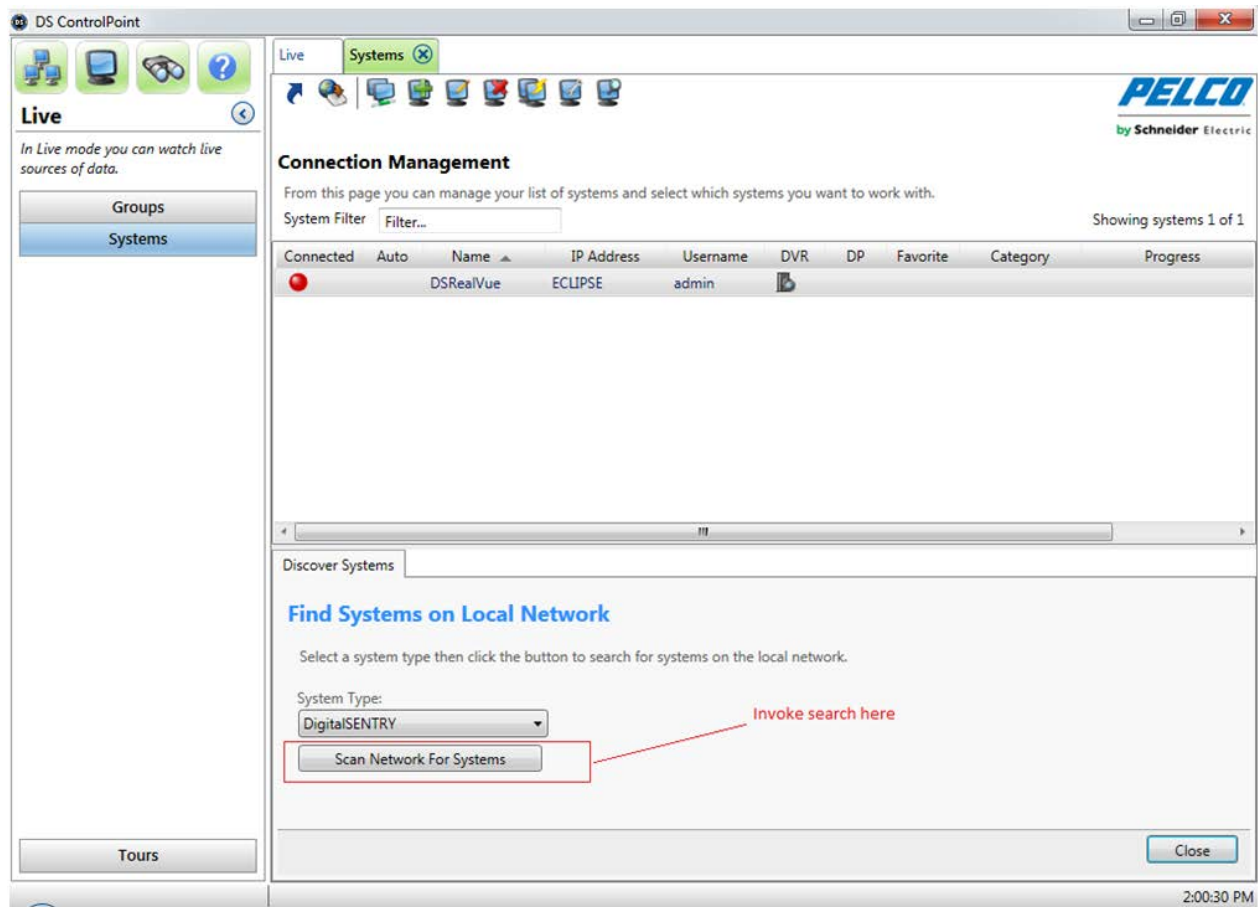 DS ControlPoint
Live
In Live mode you can watch live
sources of data.
Groups
Systems
Tours
Live Systems
PELCO
by Schneider Electric
Connection Management
From this page you can manage your list of systems and select which systems you want to work with.
System Filter Filter... Showing systems 1 of 1
Connected Auto Name IP Address Username DVR DP Favorite Category Progress
DSRealVue ECLIPSE admin
Discover Systems
Find Systems on Local Network
Select a system type then click the button to search for systems on the local network.
System Type:
DigitalSENTRY
Invoke search here
Scan Network For Systems
Close
2:00:30 PM